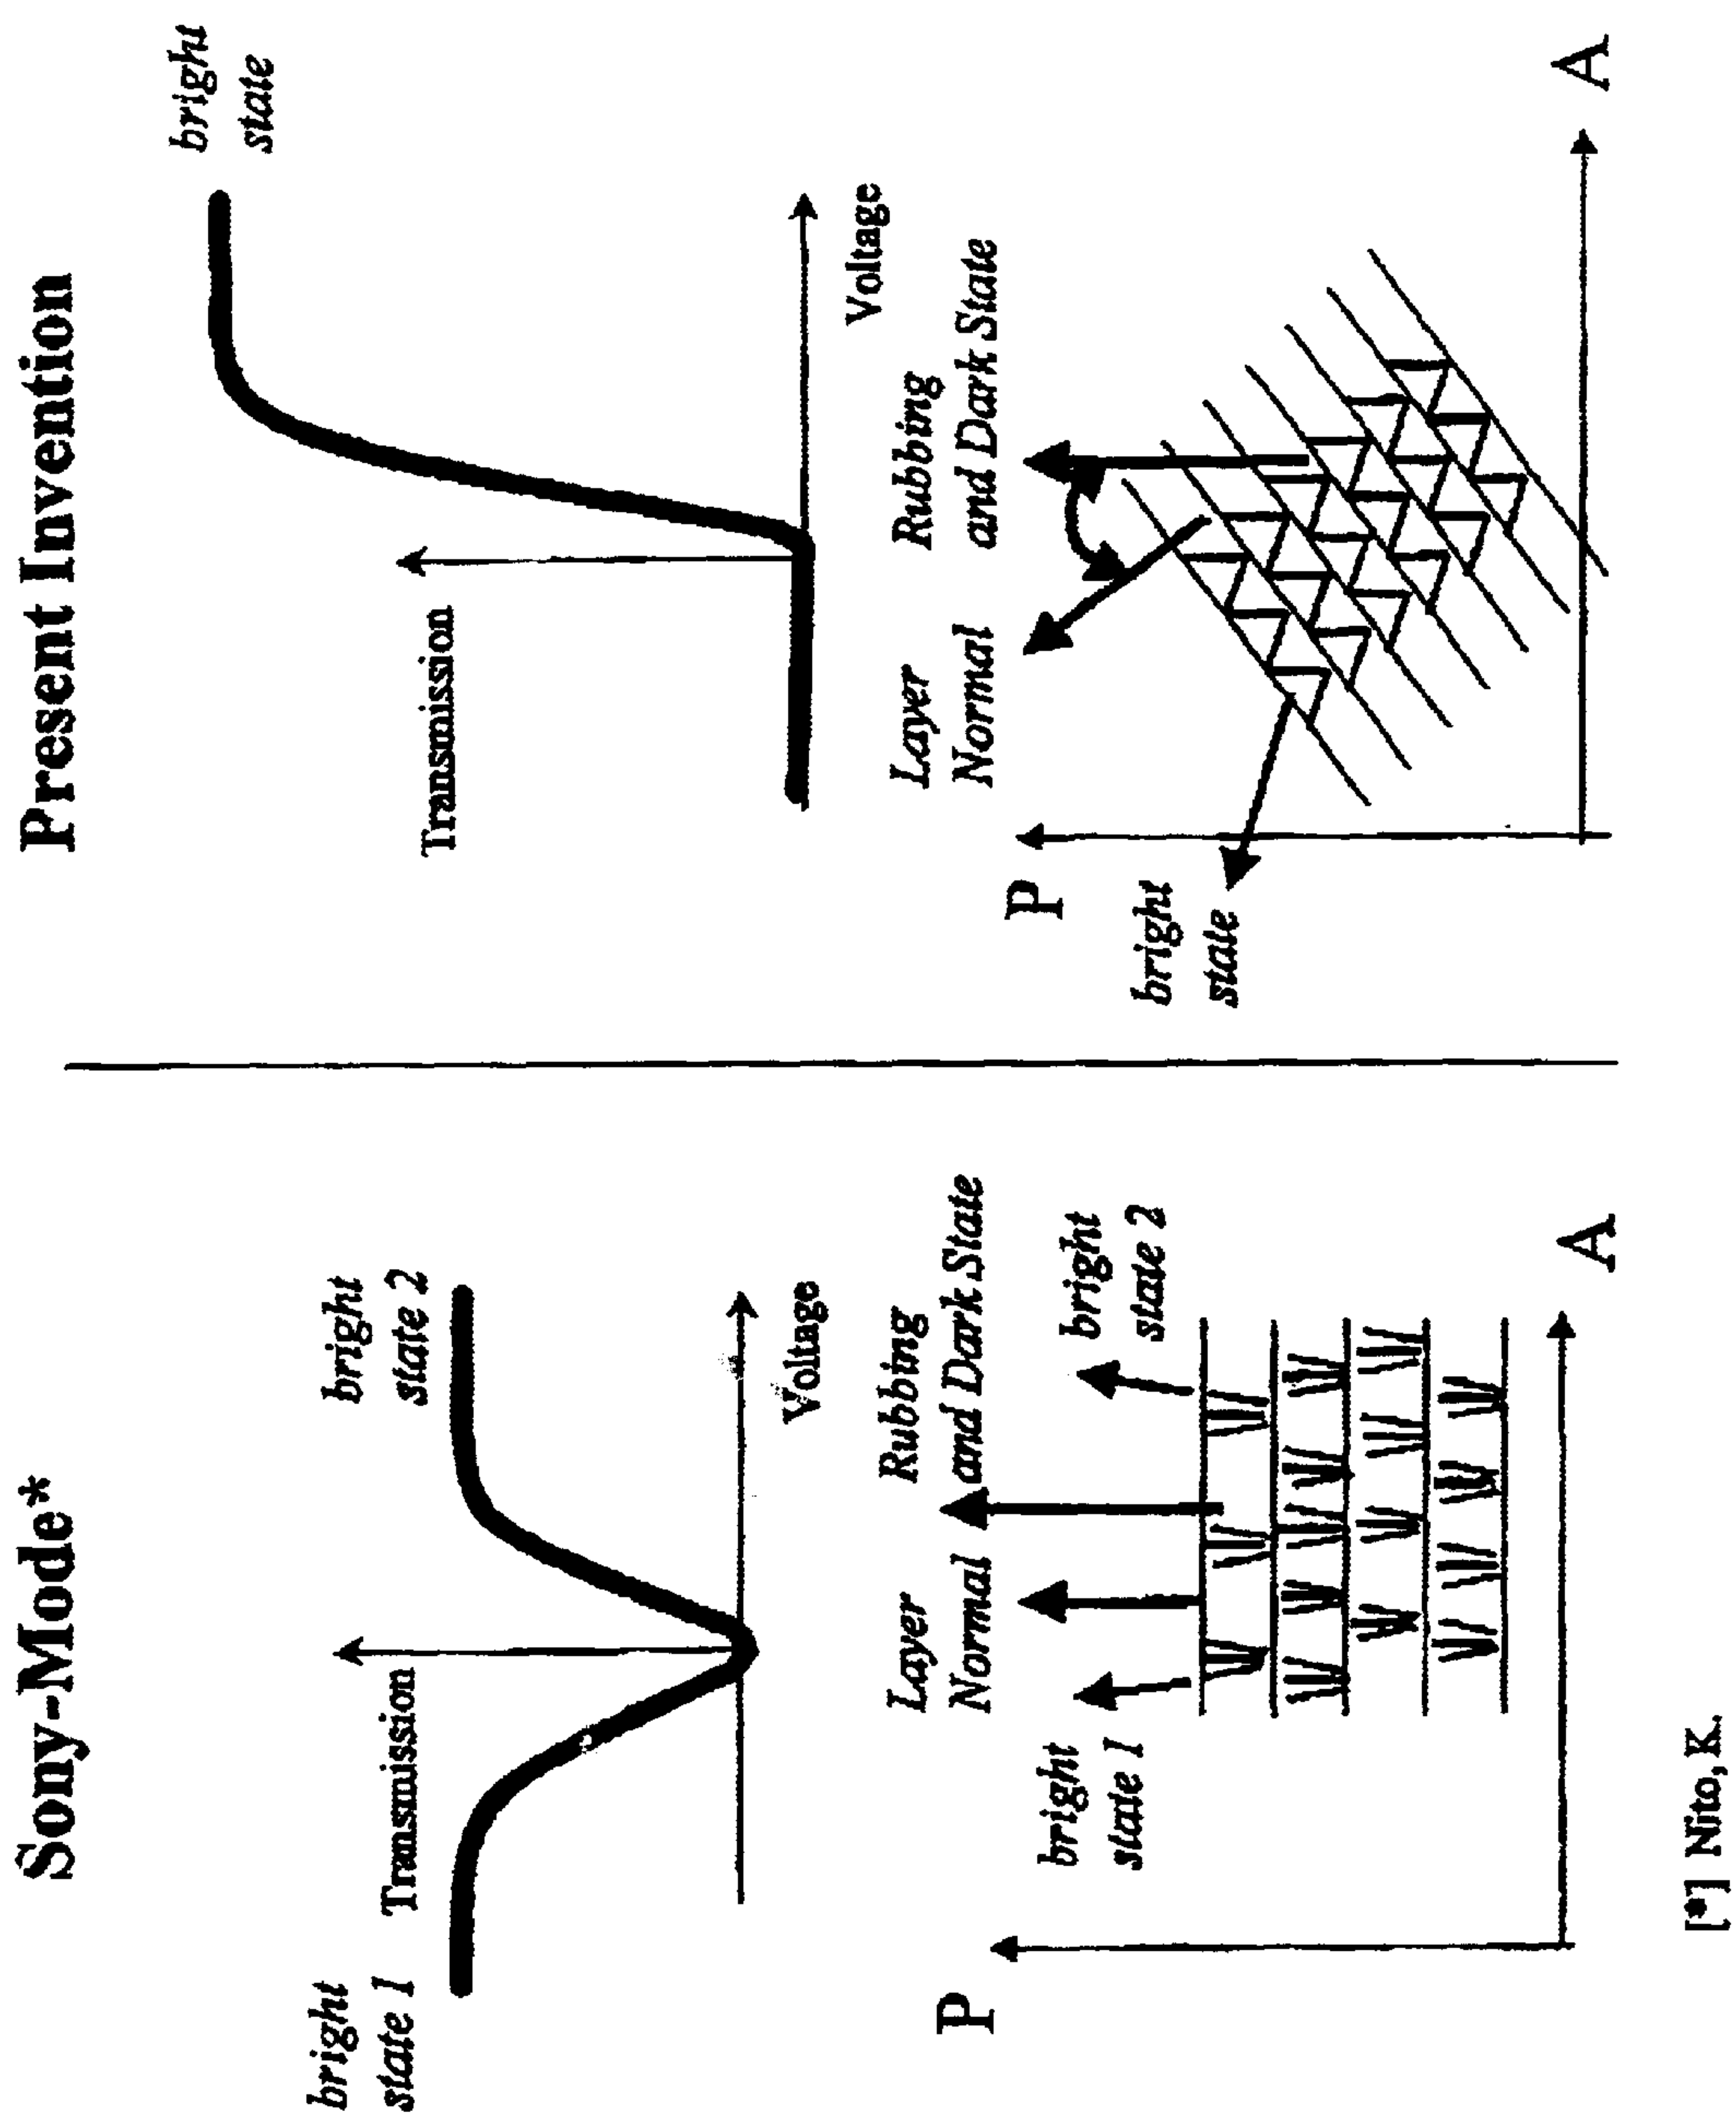 Sony-Mode*
bright
state 1
Transmission
bright
state 2
Voltage
P
bright
state 1
Layer
Normal
Rubbing
and Dark State
bright
state 2
A
[*] Nito, K.
Present Invention
Transmission
bright
state
Voltage
P
bright
state
Layer
Normal
Rubbing
and Dark State
A